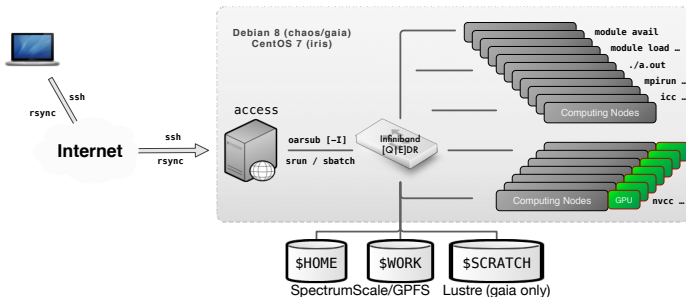 Debian 8 (chaos/gaia)
CentOS 7 (iris)
module avail
module load …
./a.out
mpirun …
icc …
Computing Nodes
ssh
rsync
access
Internet
ssh
rsync
oarsub [-I]
srun / sbatch
Infiniband
[Q|E]DR
Computing Nodes
GPU
nvcc …
$HOME
$WORK
$SCRATCH
SpectrumScale/GPFS
Lustre (gaia only)